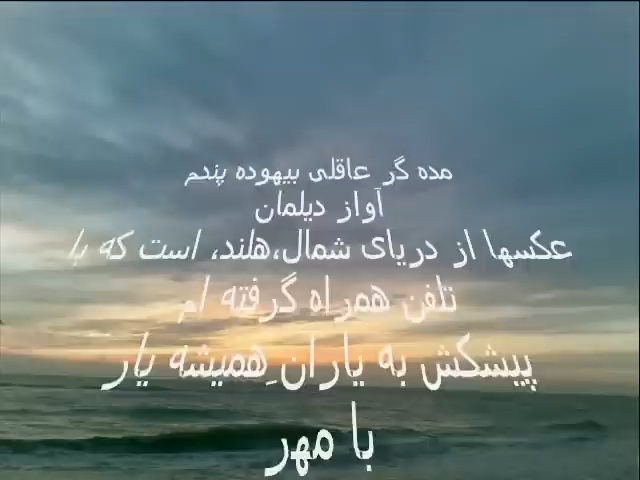 مده گر عاقلی بیهوده پندم
آواز دیلمان
عکسها از دریای شمال،هلند، است که با
تلفن همراه گرفته ام
پیشکش به یارانِ همیشه یار
با مهر